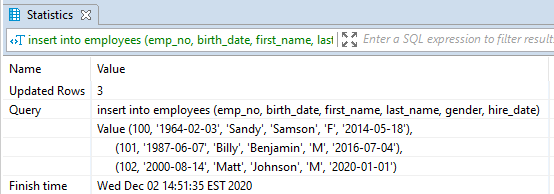 Statistics
insert into employees (emp_no, birth_date, first_name, last
Enter a SQL expression to filter result
Name Value
Updated Rows 3
Query insert into employees (emp_no, birth_date, first_name, last_name, gender, hire_date)
Value (100, '1964-02-03', 'Sandy', 'Samson', 'F', '2014-05-18'),
(101, '1987-06-07', 'Billy', 'Benjamin', 'M', '2016-07-04'),
(102, '2000-08-14', 'Matt', 'Johnson', 'M', '2020-01-01')
Finish time Wed Dec 02 14:51:35 EST 2020